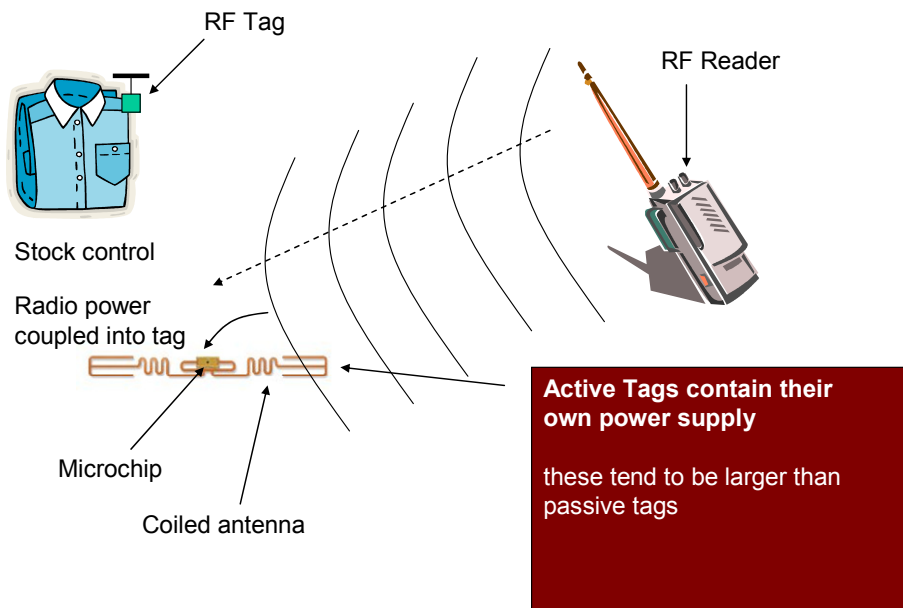 RF Tag
RF Reader
Stock control
Radio power
coupled into tag
Microchip
Coiled antenna
Active Tags contain their
own power supply
these tend to be larger than
passive tags